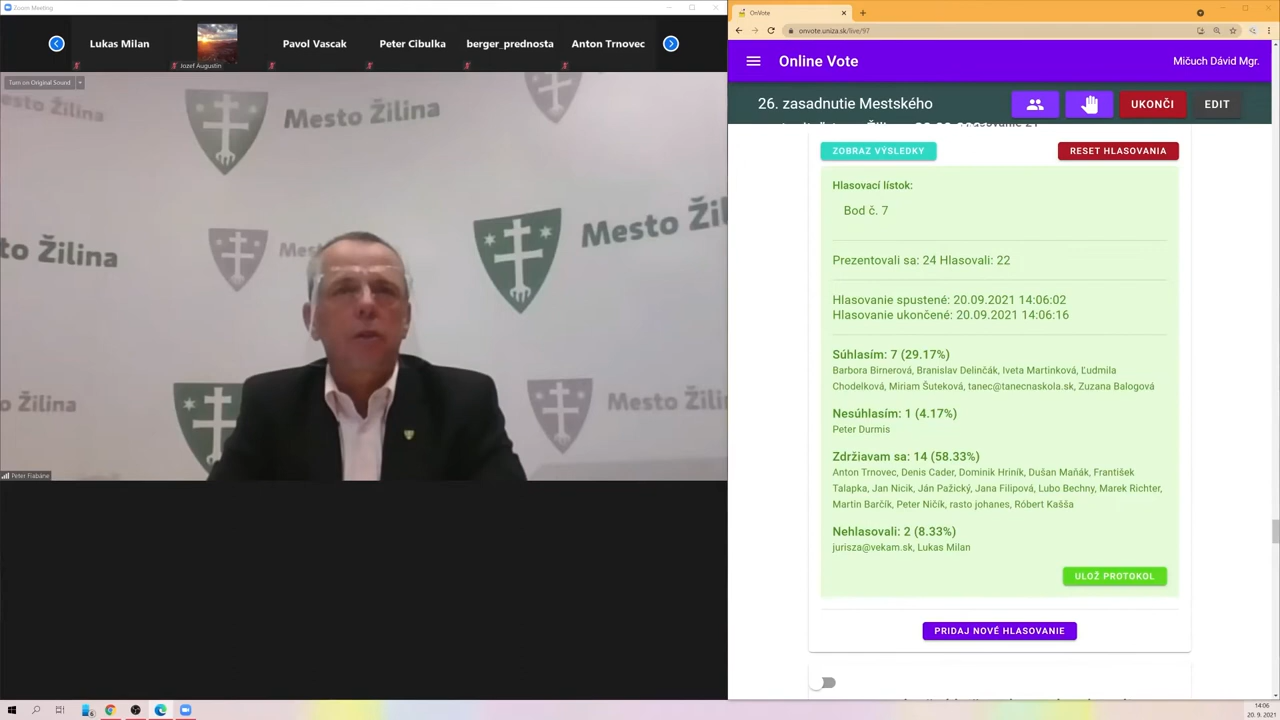 Zoom Meeting
Lukas Milan
Pavol Vascak
Peter Cibulka
berger_prednosta
Anton Trnovec
Jozef Augustin
Turn on Original Sound
Mesto Žilina
Mesto Žilina
Mesto Žilina
to Žilina
Mes
Žilina
Mesto Žilina
Peter Fiabáne
OnVote
onvote.uniza.sk/live/97
Online Vote
Mičuch Dávid Mgr.
26. zasadnutie Mestského
UKONČI
EDIT
ZOBRAZ VÝSLEDKY
RESET HLASOVANIA
Hlasovací lístok:
Bod č. 7
Prezentovali sa: 24 Hlasovali: 22
Hlasovanie spustené: 20.09.2021 14:06:02
Hlasovanie ukončené: 20.09.2021 14:06:16
Súhlasím: 7 (29.17%)
Barbora Birnerová, Branislav Delinčák, Iveta Martinková, Ľudmila
Chodelková, Miriam Šuteková, tanec@tanecnaskola.sk, Zuzana Balogová
Nesúhlasím: 1 (4.17%)
Peter Durmis
Zdržiavam sa: 14 (58.33%)
Anton Trnovec, Denis Cader, Dominik Hriník, Dušan Maňák, František
Talapka, Jan Nicik, Ján Pažický, Jana Filipová, Lubo Bechny, Marek Richter,
Martin Barčík, Peter Ničík, rasto johanes, Róbert Kašša
Nehlasovali: 2 (8.33%)
jurisza@vekam.sk, Lukas Milan
ULOŽ PROTOKOL
PRIDAJ NOVÉ HLASOVANIE
14:06
20. 9. 2021